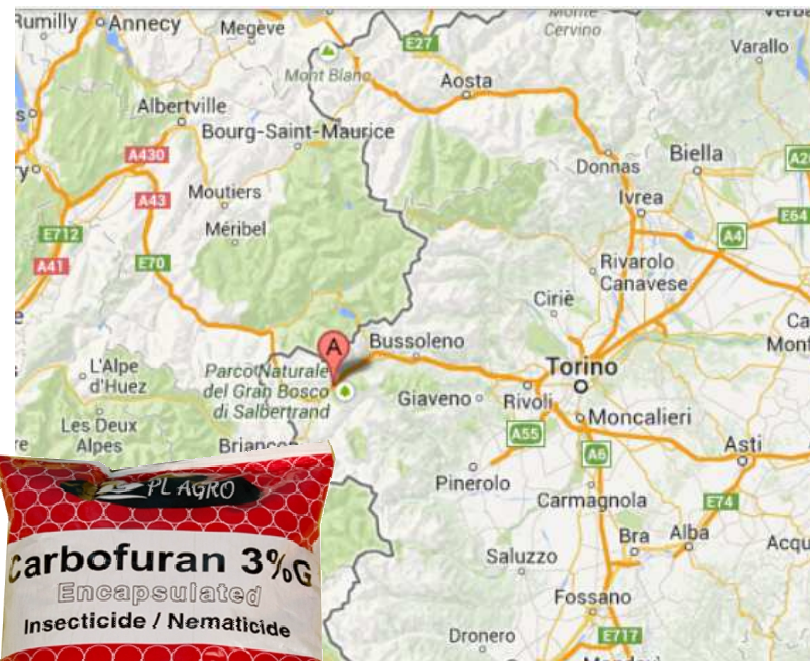 Rumilly
Annecy
Megève
E27
Monte
Cervino
Varallo
Mont Blanc
Aosta
Albertville
Bourg-Saint-Maurice
Donnas
Biella
A430
Moutiers
A43
Ivrea
E64
Méribel
E712
A4
A41
E70
Rivarolo
Canavese
Ciriè
A
Bussoleno
L'Alpe
d'Huez
Parco Naturale
del Gran Bosco
di Salbertrand
Torino
Giaveno
Rivoli
Les Deux
Alpes
Moncalieri
A55
A6
Asti
Pinerolo
Carmagnola
E74
Bra
Alba
Saluzzo
Fossano
Dronero
E717
PL AGRO
Carbofuran 3%G
Encapsulated
Insecticide / Nematicide